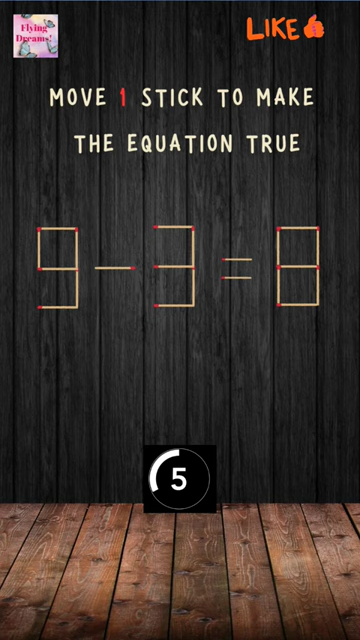 Flying
Dreams!
LIKE
MOVE 1 STICK TO MAKE
THE EQUATION TRUE
9-3=8
5